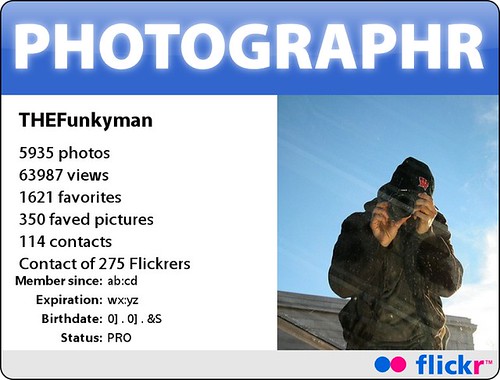 PHOTOGRAPHR
THEFunkyman
5935 photos
63987 views
1621 favorites
350 faved pictures
114 contacts
Contact of 275 Flickrers
Member since: ab:cd
Expiration: wx:yz
Birthdate: 0] . 0] . &S
Status: PRO
flickr™